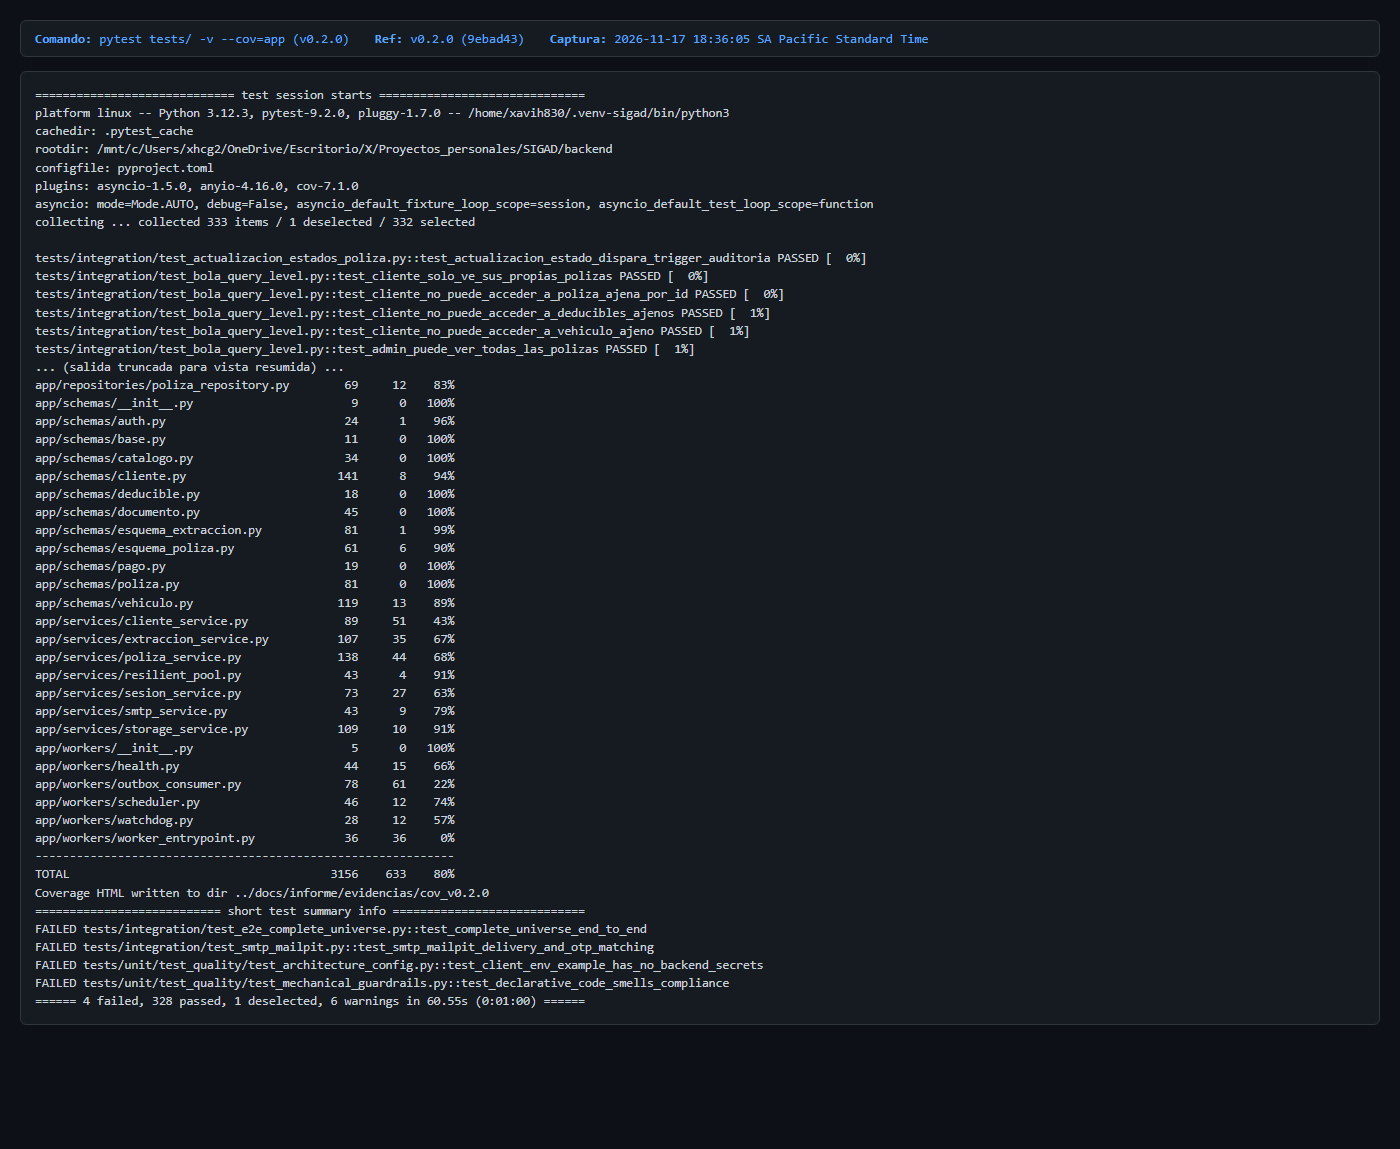 Comando: pytest tests/ -v --cov=app (v0.2.0) Ref: v0.2.0 (9ebad43) Captura: 2026-11-17 18:36:05 SA Pacific Standard Time
============================= test session starts ==============================
platform linux -- Python 3.12.3, pytest-9.2.0, pluggy-1.7.0 -- /home/xavih830/.venv-sigad/bin/python3
cachedir: .pytest_cache
rootdir: /mnt/c/Users/xhcg2/OneDrive/Escritorio/X/Proyectos_personales/SIGAD/backend
configfile: pyproject.toml
plugins: asyncio-1.5.0, anyio-4.16.0, cov-7.1.0
asyncio: mode=Mode.AUTO, debug=False, asyncio_default_fixture_loop_scope=session, asyncio_default_test_loop_scope=function
collecting ... collected 333 items / 1 deselected / 332 selected
tests/integration/test_actualizacion_estados_poliza.py::test_actualizacion_estado_dispara_trigger_auditoria PASSED [  0%]
tests/integration/test_bola_query_level.py::test_cliente_solo_ve_sus_propias_polizas PASSED [  0%]
tests/integration/test_bola_query_level.py::test_cliente_no_puede_acceder_a_poliza_ajena_por_id PASSED [  0%]
tests/integration/test_bola_query_level.py::test_cliente_no_puede_acceder_a_deducibles_ajenos PASSED [  1%]
tests/integration/test_bola_query_level.py::test_cliente_no_puede_acceder_a_vehiculo_ajeno PASSED [  1%]
tests/integration/test_bola_query_level.py::test_admin_puede_ver_todas_las_polizas PASSED [  1%]
... (salida truncada para vista resumida) ...
app/repositories/poliza_repository.py        69     12    83%
app/schemas/__init__.py                       9      0   100%
app/schemas/auth.py                          24      1    96%
app/schemas/base.py                          11      0   100%
app/schemas/catalogo.py                      34      0   100%
app/schemas/cliente.py                      141      8    94%
app/schemas/deducible.py                     18      0   100%
app/schemas/documento.py                     45      0   100%
app/schemas/esquema_extraccion.py            81      1    99%
app/schemas/esquema_poliza.py                61      6    90%
app/schemas/pago.py                          19      0   100%
app/schemas/poliza.py                        81      0   100%
app/schemas/vehiculo.py                     119     13    89%
app/services/cliente_service.py              89     51    43%
app/services/extraccion_service.py          107     35    67%
app/services/poliza_service.py              138     44    68%
app/services/resilient_pool.py               43      4    91%
app/services/sesion_service.py               73     27    63%
app/services/smtp_service.py                 43      9    79%
app/services/storage_service.py             109     10    91%
app/workers/__init__.py                       5      0   100%
app/workers/health.py                        44     15    66%
app/workers/outbox_consumer.py               78     61    22%
app/workers/scheduler.py                     46     12    74%
app/workers/watchdog.py                      28     12    57%
app/workers/worker_entrypoint.py             36     36     0%
-------------------------------------------------------------
TOTAL                                      3156    633    80%
Coverage HTML written to dir ../docs/informe/evidencias/cov_v0.2.0
=========================== short test summary info ============================
FAILED tests/integration/test_e2e_complete_universe.py::test_complete_universe_end_to_end
FAILED tests/integration/test_smtp_mailpit.py::test_smtp_mailpit_delivery_and_otp_matching
FAILED tests/unit/test_quality/test_architecture_config.py::test_client_env_example_has_no_backend_secrets
FAILED tests/unit/test_quality/test_mechanical_guardrails.py::test_declarative_code_smells_compliance
====== 4 failed, 328 passed, 1 deselected, 6 warnings in 60.55s (0:01:00) ======